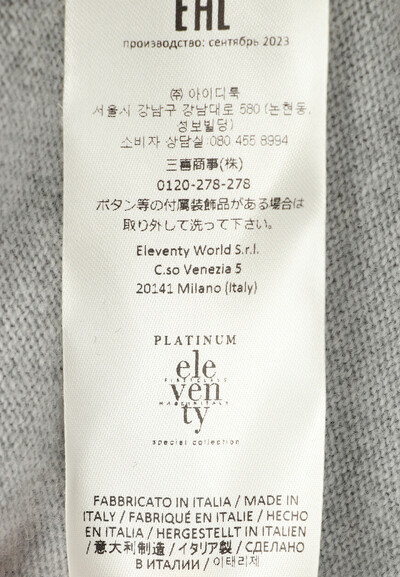 EAC
производство: сентябрь 2023
㈜ 아이디룩
서울시 강남구 강남대로 580 (논현동,
성보빌딩)
소비자 상담실:080 455 8994
三喜商事(株)
0120-278-278
ボタン等の付属装飾品がある場合は
取り外して洗って下さい。
Eleventy World S.r.l.
C.so Venezia 5
20141 Milano (Italy)
PLATINUM
ele
ven
ty
special collection
FABBRICATO IN ITALIA / MADE IN
ITALY / FABRIQUÉ EN ITALIE / HECHO
EN ITALIA / HERGESTELLT IN ITALIEN
/ 意大利制造 / イタリア製 / СДЕЛАНО
В ИТАЛИИ / 이태리제